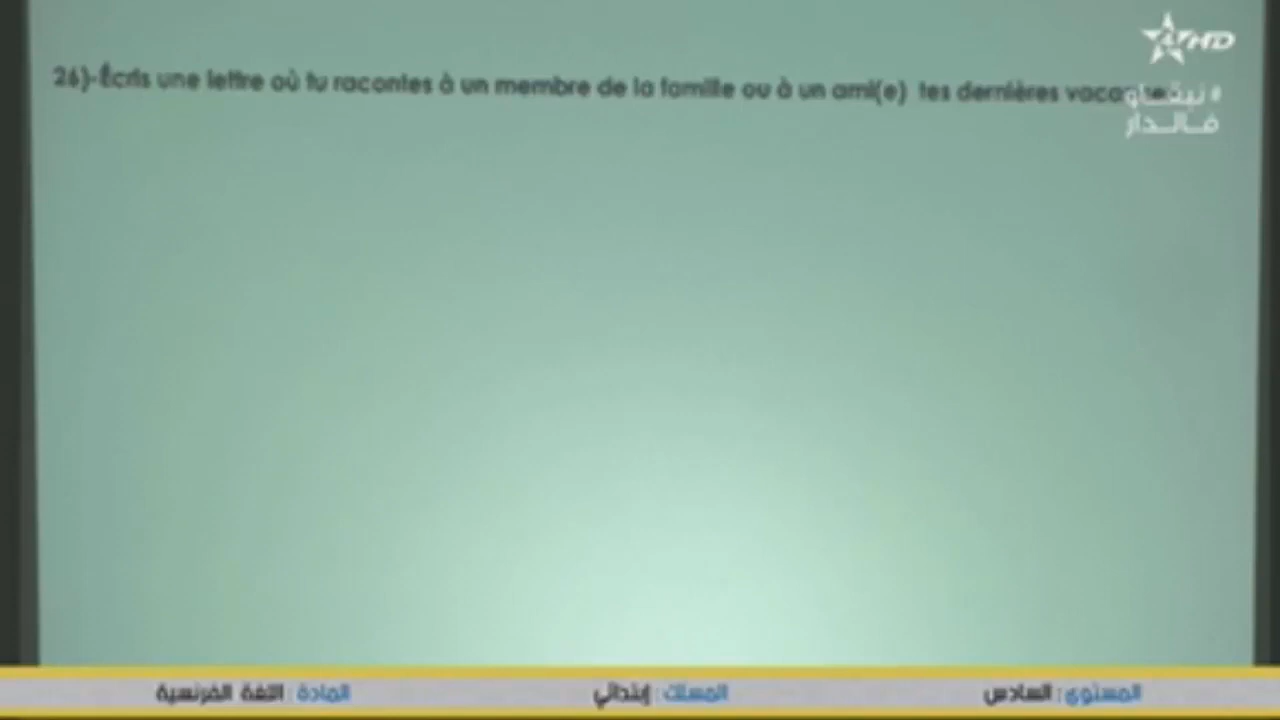 26)-Écris une lettre où tu racontes à un membre de la famille ou à un ami(e) tes dernières
HD
# نبقاو
فالدار
المستوى : السادس
المسلك : إبتدائي
المادة : اللغة الفرنسية